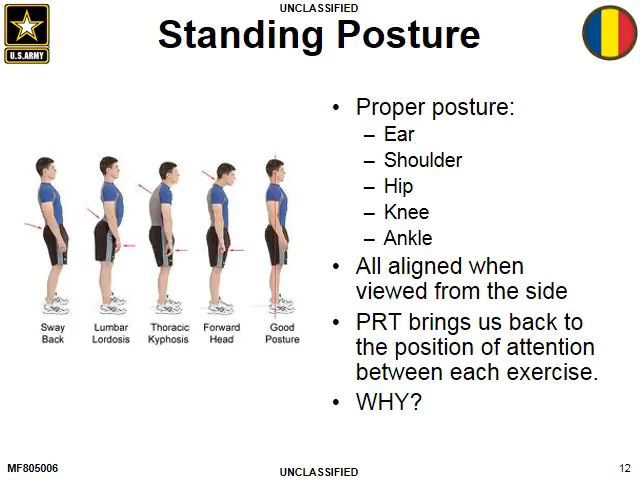 UNCLASSIFIED
Standing Posture
U.S.ARMY
• Proper posture:
– Ear
– Shoulder
– Hip
– Knee
– Ankle
• All aligned when
viewed from the side
• PRT brings us back to
the position of attention
between each exercise.
• WHY?
Sway
Back
Lumbar
Lordosis
Thoracic
Kyphosis
Forward
Head
Good
Posture
MF805006
UNCLASSIFIED
12